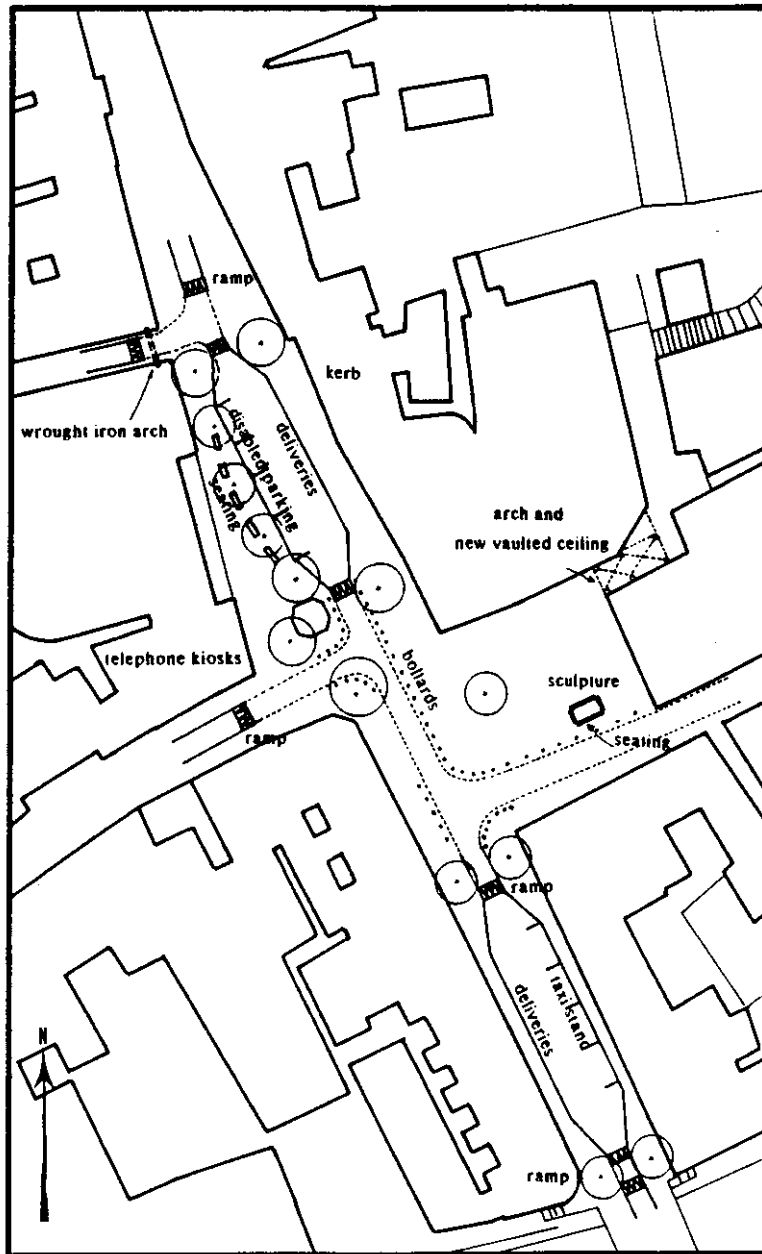 ramp
kerb
wrought iron arch
disabled parking
deliveries
seating
arch and
new vaulted ceiling
telephone kiosks
bollards
sculpture
seating
ramp
ramp
deliveries
taxi stand
N
ramp